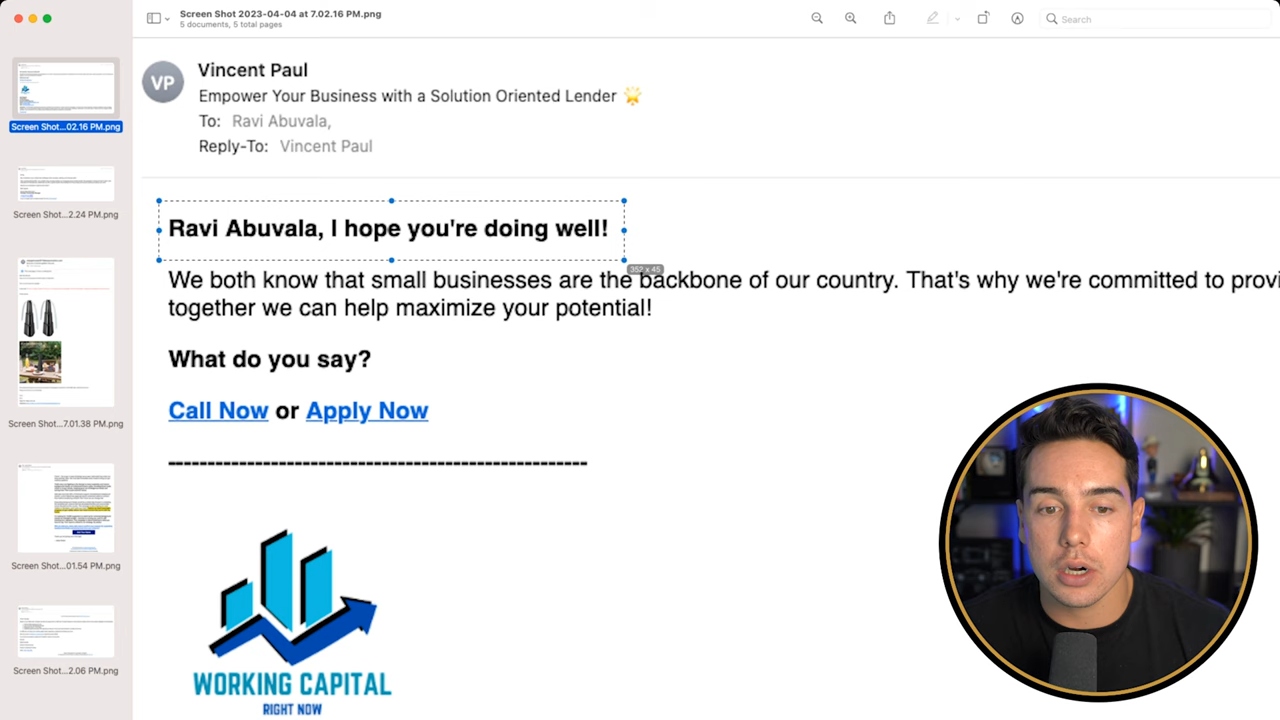 Screen Shot 2023-04-04 at 7.02.16 PM.png
5 documents, 5 total pages
Search
Screen Shot...02.16 PM.png
Screen Shot...2.24 PM.png
Screen Shot...7.01.38 PM.png
Screen Shot...01.54 PM.png
Screen Shot...2.06 PM.png
VP
Vincent Paul
Empower Your Business with a Solution Oriented Lender 🌟
To: Ravi Abuvala,
Reply-To: Vincent Paul
Ravi Abuvala, I hope you're doing well!
352 x 45
We both know that small businesses are the backbone of our country. That's why we're committed to provi
together we can help maximize your potential!
What do you say?
Call Now or Apply Now
------------------------------------------------------
WORKING CAPITAL
RIGHT NOW